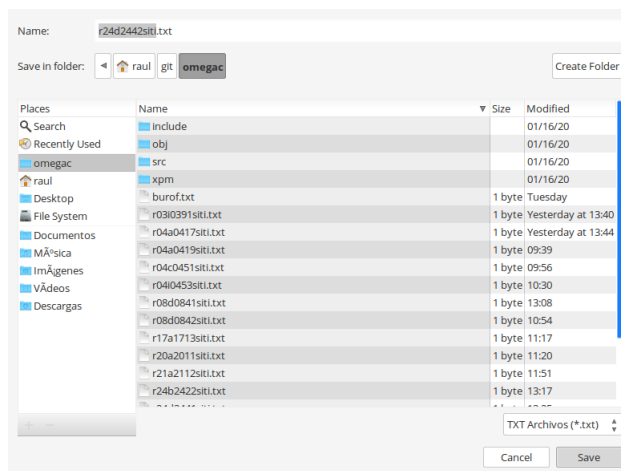 Name: r24d2442siti.txt
Save in folder: raul git omegac Create Folder
Places Name Size Modified
Search include 01/16/20
Recently Used obj 01/16/20
omegac src 01/16/20
raul xpm 01/16/20
Desktop burof.txt 1 byte Tuesday
File System r03i0391siti.txt 1 byte Yesterday at 13:40
Documentos r04a0417siti.txt 1 byte Yesterday at 13:44
MÃºsica r04a0419siti.txt 1 byte 09:39
ImÃ¡genes r04c0451siti.txt 1 byte 09:56
VÃ­deos r04i0453siti.txt 1 byte 10:30
Descargas r08d0841siti.txt 1 byte 13:08
r08d0842siti.txt 1 byte 10:54
r17a1713siti.txt 1 byte 11:17
r20a2011siti.txt 1 byte 11:20
r21a2112siti.txt 1 byte 11:51
r24b2422siti.txt 1 byte 13:17
TXT Archivos (*.txt)
Cancel Save